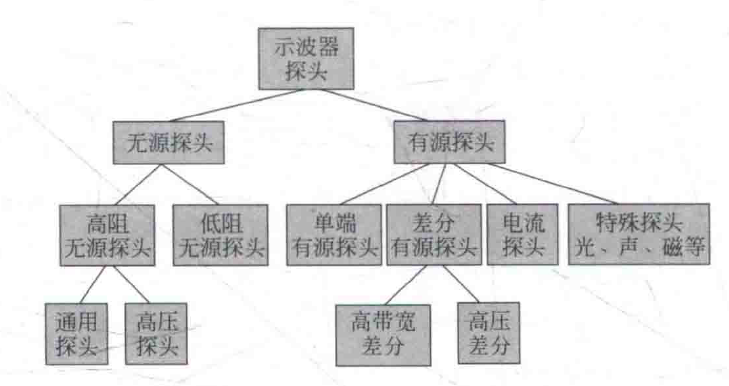 示波器
探头
无源探头
有源探头
高阻
无源探头
低阻
无源探头
单端
有源探头
差分
有源探头
电流
探头
特殊探头
光、声、磁等
通用
探头
高压
探头
高带宽
差分
高压
差分